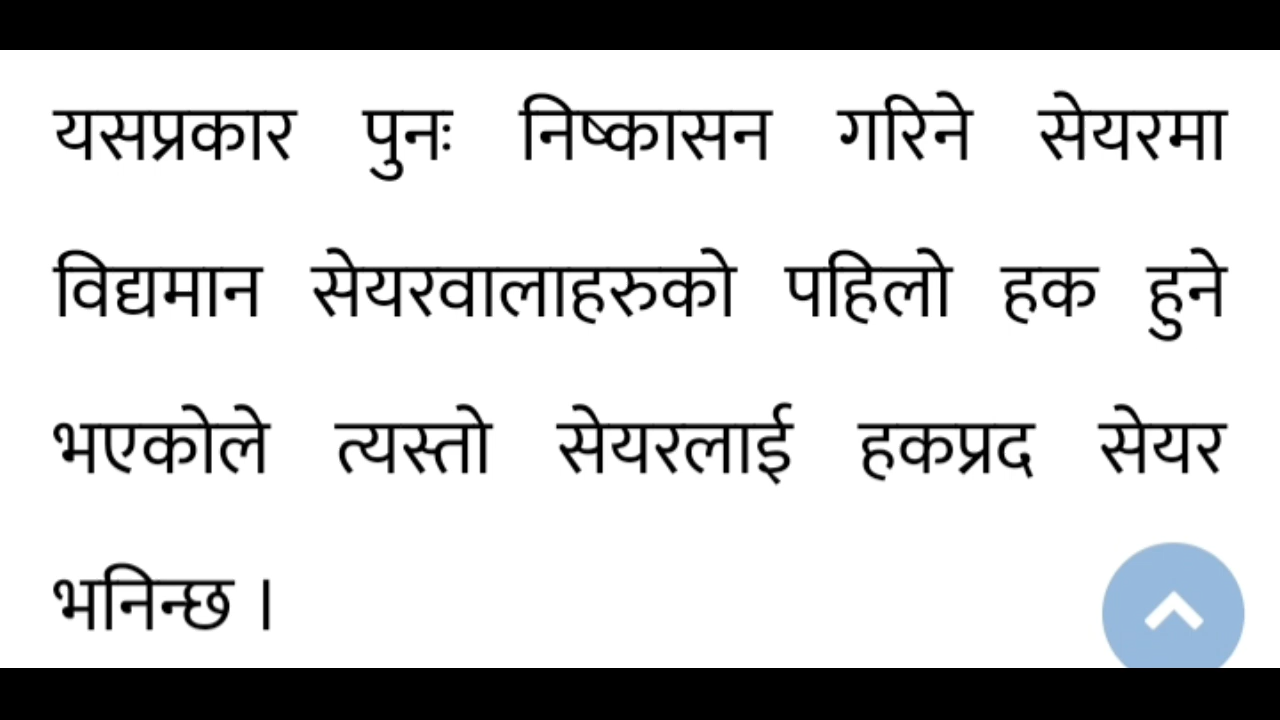 यसप्रकार पुनः निष्कासन गरिने सेयरमा
विद्यमान सेयरवालाहरुको पहिलो हक हुने
भएकोले त्यस्तो सेयरलाई हकप्रद सेयर
भनिन्छ ।